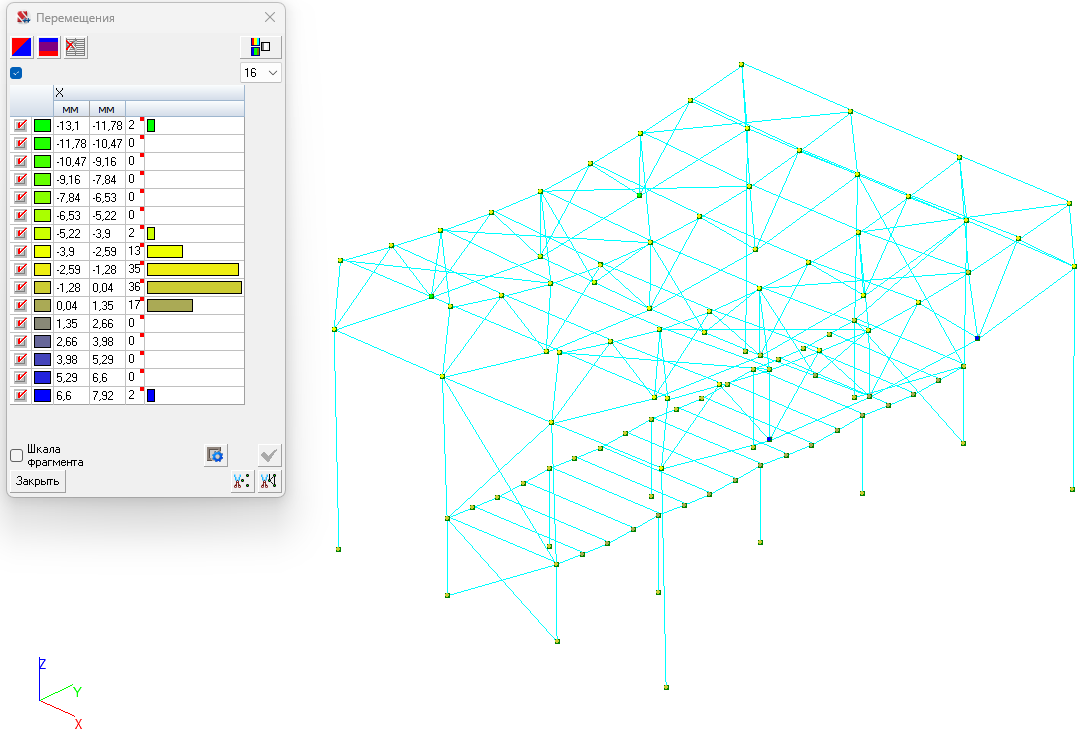 Перемещения
16
X
мм мм
-13,1 -11,78 2
-11,78 -10,47 0
-10,47 -9,16 0
-9,16 -7,84 0
-7,84 -6,53 0
-6,53 -5,22 0
-5,22 -3,9 2
-3,9 -2,59 13
-2,59 -1,28 35
-1,28 0,04 36
0,04 1,35 17
1,35 2,66 0
2,66 3,98 0
3,98 5,29 0
5,29 6,6 0
6,6 7,92 2
Шкала
фрагмента
Закрыть
Z
Y
X